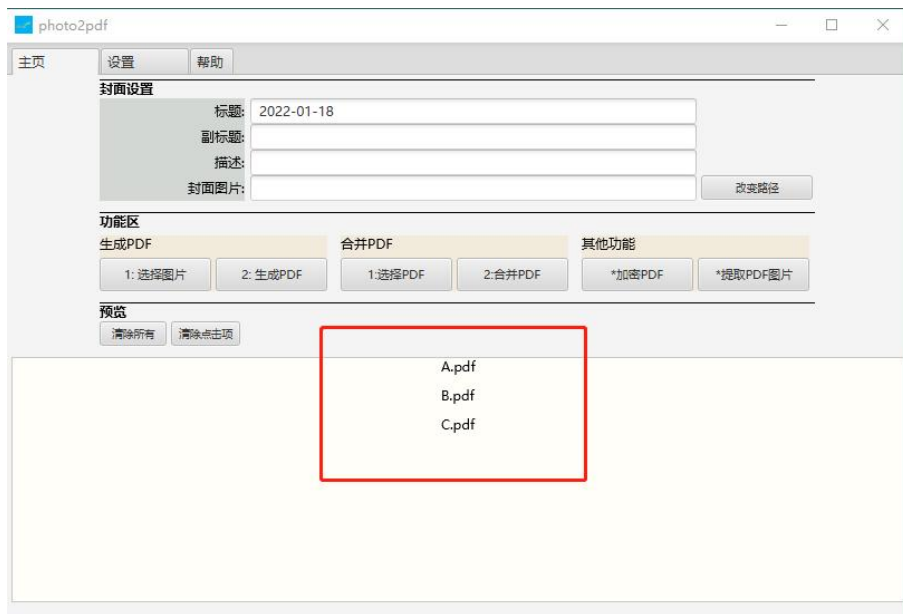 photo2pdf
主页 设置 帮助
封面设置
标题: 2022-01-18
副标题:
描述:
封面图片: 改变路径
功能区
生成PDF 合并PDF 其他功能
1: 选择图片 2: 生成PDF 1:选择PDF 2:合并PDF *加密PDF *提取PDF图片
预览
清除所有 清除点击项
A.pdf
B.pdf
C.pdf